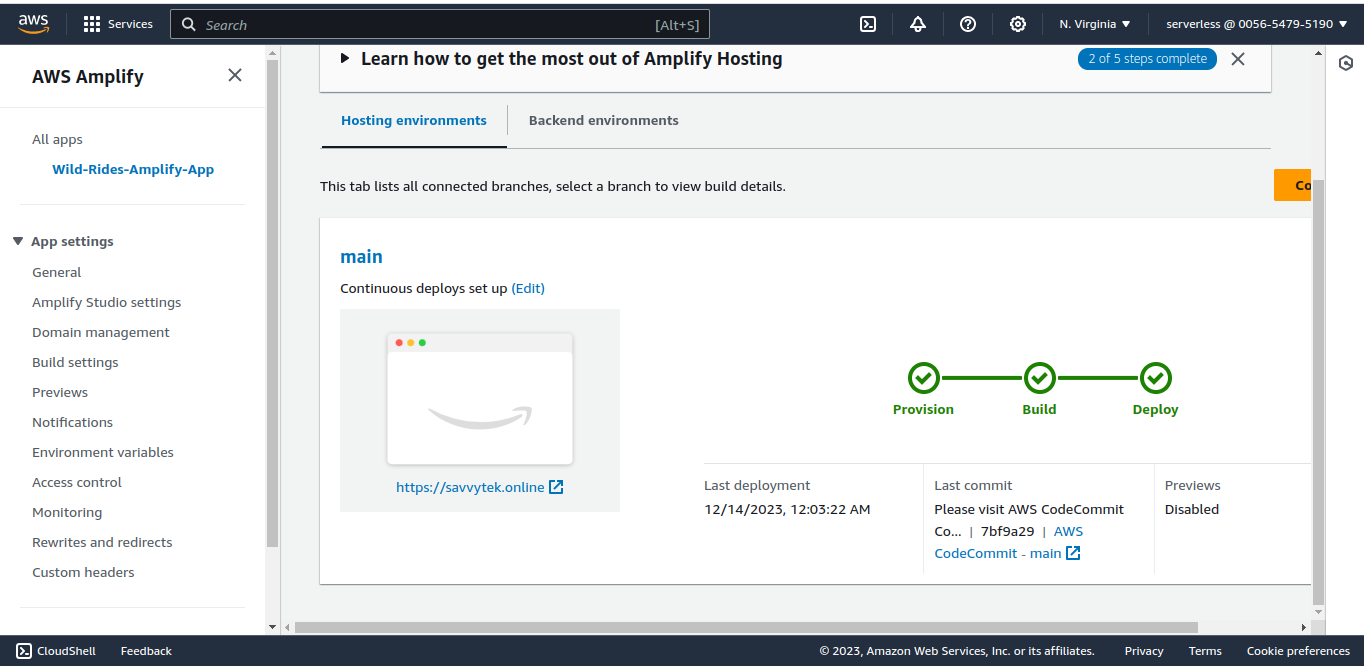 aws
Services
Search
[Alt+S]
N. Virginia
serverless @ 0056-5479-5190
AWS Amplify
All apps
Wild-Rides-Amplify-App
App settings
General
Amplify Studio settings
Domain management
Build settings
Previews
Notifications
Environment variables
Access control
Monitoring
Rewrites and redirects
Custom headers
Learn how to get the most out of Amplify Hosting
2 of 5 steps complete
Hosting environments
Backend environments
This tab lists all connected branches, select a branch to view build details.
Co
main
Continuous deploys set up (Edit)
https://savvytek.online
Provision
Build
Deploy
Last deployment
12/14/2023, 12:03:22 AM
Last commit
Please visit AWS CodeCommit
Co... | 7bf9a29 | AWS
CodeCommit - main
Previews
Disabled
CloudShell
Feedback
© 2023, Amazon Web Services, Inc. or its affiliates.
Privacy
Terms
Cookie preferences